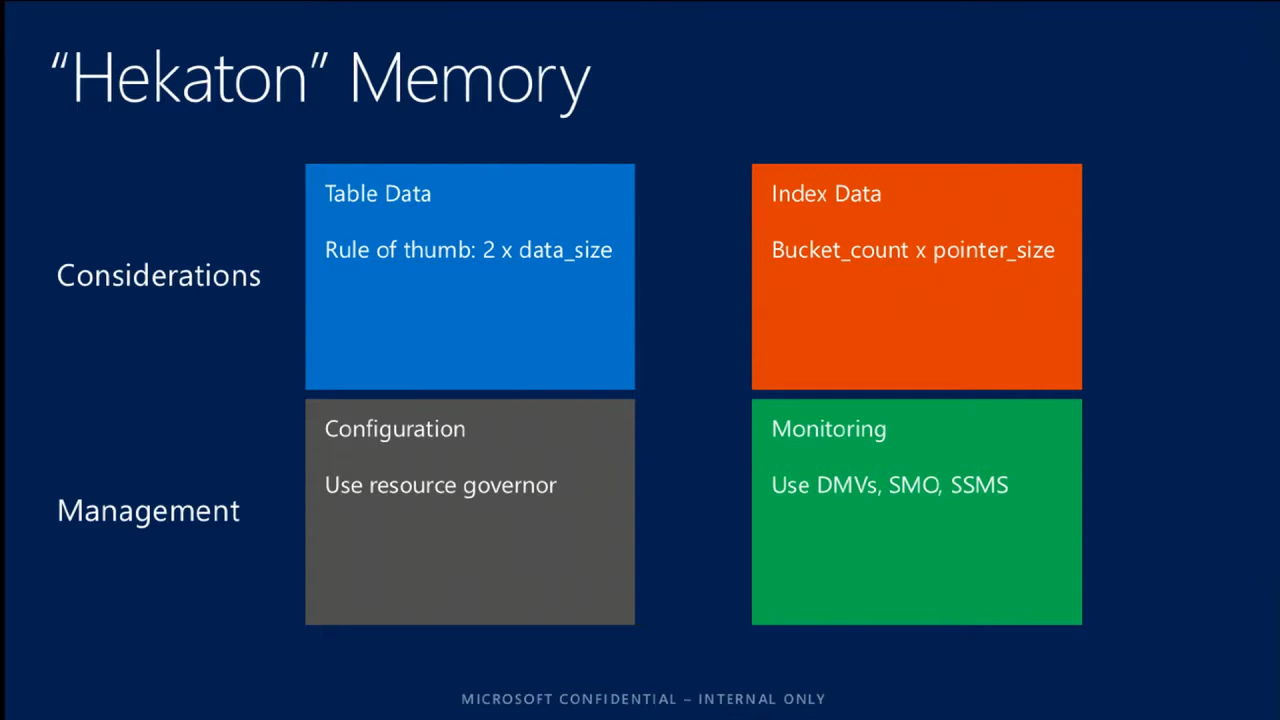 “Hekaton” Memory
Considerations
Table Data
Rule of thumb: 2 x data_size
Index Data
Bucket_count x pointer_size
Management
Configuration
Use resource governor
Monitoring
Use DMVs, SMO, SSMS
MICROSOFT CONFIDENTIAL – INTERNAL ONLY